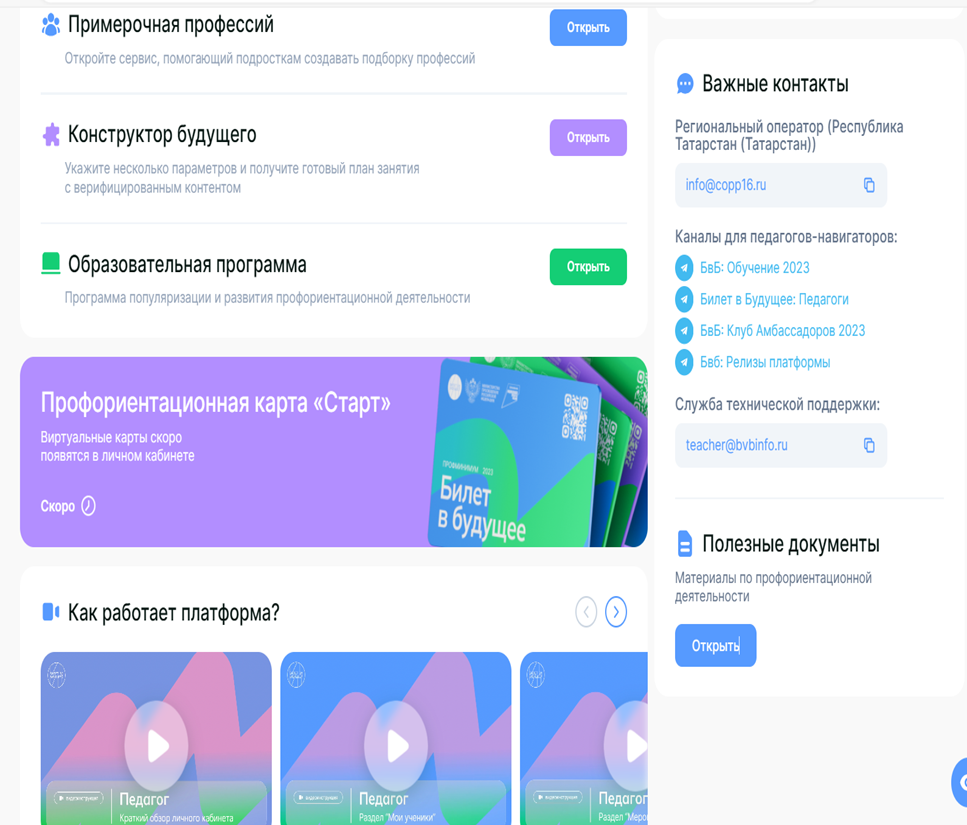 Примерочная профессий
Открыть
Откройте сервис, помогающий подросткам создавать подборку профессий
Конструктор будущего
Открыть
Укажите несколько параметров и получите готовый план занятия
с верифицированным контентом
Образовательная программа
Открыть
Программа популяризации и развития профориентационной деятельности
Профориентационная карта «Старт»
Виртуальные карты скоро
появятся в личном кабинете
Скоро
ПРОФМИНИМУМ 2023
Билет
в будущее
Как работает платформа?
Педагог
Краткий обзор личного кабинета
Педагог
Раздел "Мои ученики"
Важные контакты
Региональный оператор (Республика
Татарстан (Татарстан))
info@copp16.ru
Каналы для педагогов-навигаторов:
БвБ: Обучение 2023
Билет в Будущее: Педагоги
БвБ: Клуб Амбассадоров 2023
Бвб: Релизы платформы
Служба технической поддержки:
teacher@bvbinfo.ru
Полезные документы
Материалы по профориентационной
деятельности
Открыть